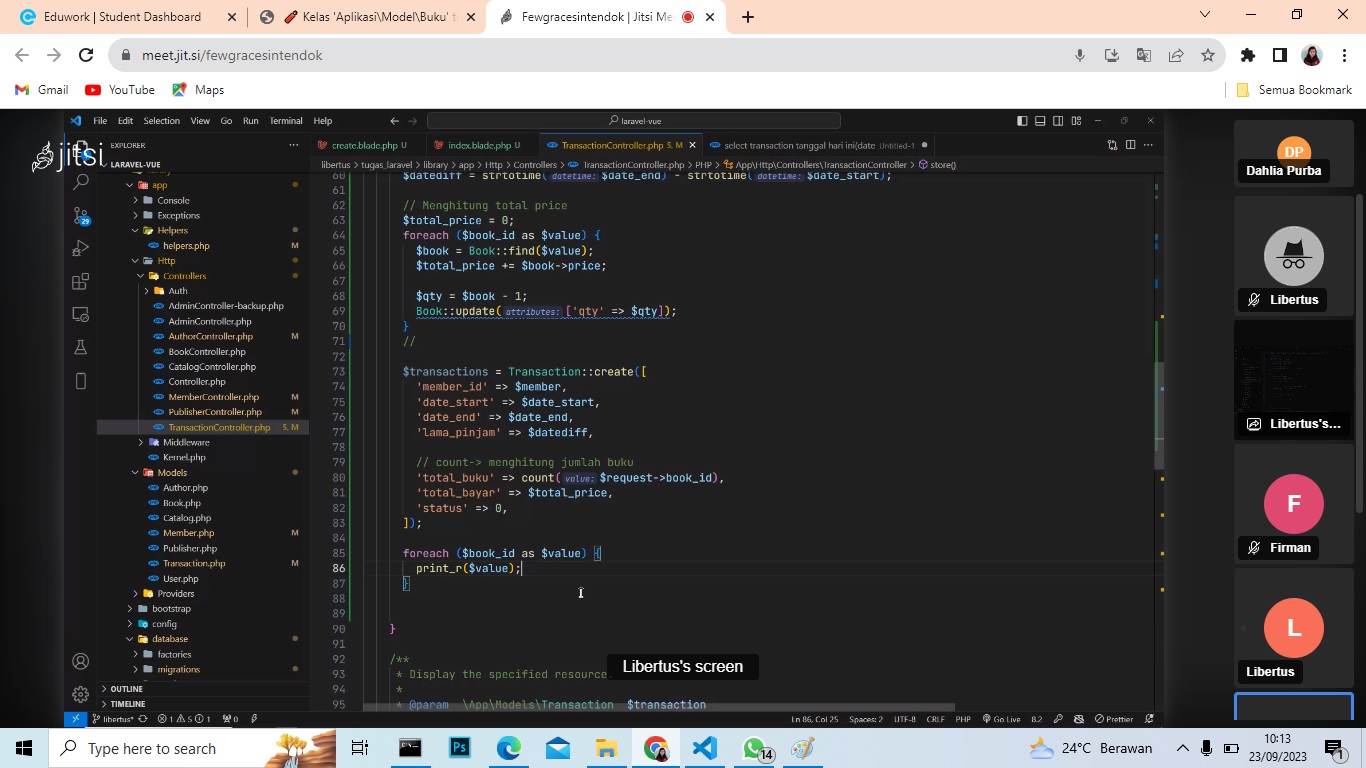 Eduwork | Student Dashboard
Kelas 'Aplikasi\Model\Buku' t
Fewgracesintendok | Jitsi Me
meet.jit.si/fewgracesintendok
Gmail
YouTube
Maps
Semua Bookmark
jitsi
File Edit Selection View Go Run Terminal Help
laravel-vue
EXPLORER
LARAVEL-VUE
app
Console
Exceptions
Helpers
helpers.php M
Http
Controllers
Auth
AdminController-backup.php
AdminController.php
AuthorController.php M
BookController.php
CatalogController.php
Controller.php
MemberController.php M
PublisherController.php M
TransactionController.php 5, M
Middleware
Kernel.php
Models
Author.php
Book.php
Catalog.php
Member.php M
Publisher.php
Transaction.php M
User.php
Providers
bootstrap
config
database
factories
migrations
OUTLINE
TIMELINE
29
create.blade.php U
index.blade.php U
TransactionController.php 5, M
select transaction tanggal hari ini(date Untitled-1
libertus > tugas_laravel > library > app > Http > Controllers > TransactionController.php > PHP > App\Http\Controllers\TransactionController > store()
60 $datediff = strtotime(datetime: $date_end) - strtotime(datetime: $date_start);
61
62 // Menghitung total price
63 $total_price = 0;
64 foreach ($book_id as $value) {
65 $book = Book::find($value);
66 $total_price += $book->price;
67
68 $qty = $book - 1;
69 Book::update(attributes: ['qty' => $qty]);
70 }
71 //
72
73 $transactions = Transaction::create([
74 'member_id' => $member,
75 'date_start' => $date_start,
76 'date_end' => $date_end,
77 'lama_pinjam' => $datediff,
78
79 // count-> menghitung jumlah buku
80 'total_buku' => count(value: $request->book_id),
81 'total_bayar' => $total_price,
82 'status' => 0,
83 ]);
84
85 foreach ($book_id as $value) {
86 print_r($value);
87 }
88
89
90 }
91
92 /**
93 * Display the specified resource
94 *
95 * @param \App\Models\Transaction $transaction
Libertus's screen
libertus* 1 5 1 0
Ln 86, Col 25 Spaces: 2 UTF-8 CRLF PHP Go Live 8.2 Prettier
DP
Dahlia Purba
Libertus
Libertus's...
F
Firman
L
Libertus
Type here to search
Ps
14
24°C Berawan
10:13
23/09/2023
1